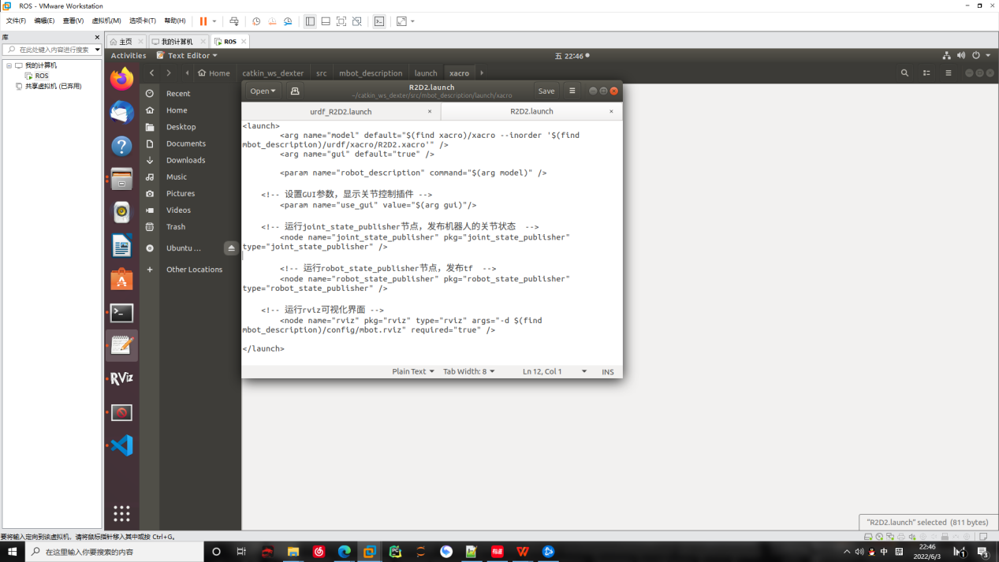 ROS - VMware Workstation
文件(F) 编辑(E) 查看(V) 虚拟机(M) 选项卡(T) 帮助(H)
库
在此处键入内容进行搜索
我的计算机
ROS
共享虚拟机 (已弃用)
主页 我的计算机 ROS
Activities Text Editor 五 22:46
Home catkin_ws_dexter src mbot_description launch xacro
Recent
Home
Desktop
Documents
Downloads
Music
Pictures
Videos
Trash
Ubuntu ...
Other Locations
RViz
Open R2D2.launch Save
~/catkin_ws_dexter/src/mbot_description/launch/xacro
urdf_R2D2.launch R2D2.launch
<launch>
<arg name="model" default="$(find xacro)/xacro --inorder '$(find
mbot_description)/urdf/xacro/R2D2.xacro'" />
<arg name="gui" default="true" />
<param name="robot_description" command="$(arg model)" />
<!-- 设置GUI参数，显示关节控制插件 -->
<param name="use_gui" value="$(arg gui)"/>
<!-- 运行joint_state_publisher节点，发布机器人的关节状态 -->
<node name="joint_state_publisher" pkg="joint_state_publisher"
type="joint_state_publisher" />
<!-- 运行robot_state_publisher节点，发布tf -->
<node name="robot_state_publisher" pkg="robot_state_publisher"
type="robot_state_publisher" />
<!-- 运行rviz可视化界面 -->
<node name="rviz" pkg="rviz" type="rviz" args="-d $(find
mbot_description)/config/mbot.rviz" required="true" />
</launch>
Plain Text Tab Width: 8 Ln 12, Col 1 INS
"R2D2.launch" selected (811 bytes)
要将输入定向到该虚拟机，请将鼠标指针移入其中或按 Ctrl+G。
在这里输入你要搜索的内容
中
22:46
2022/6/3